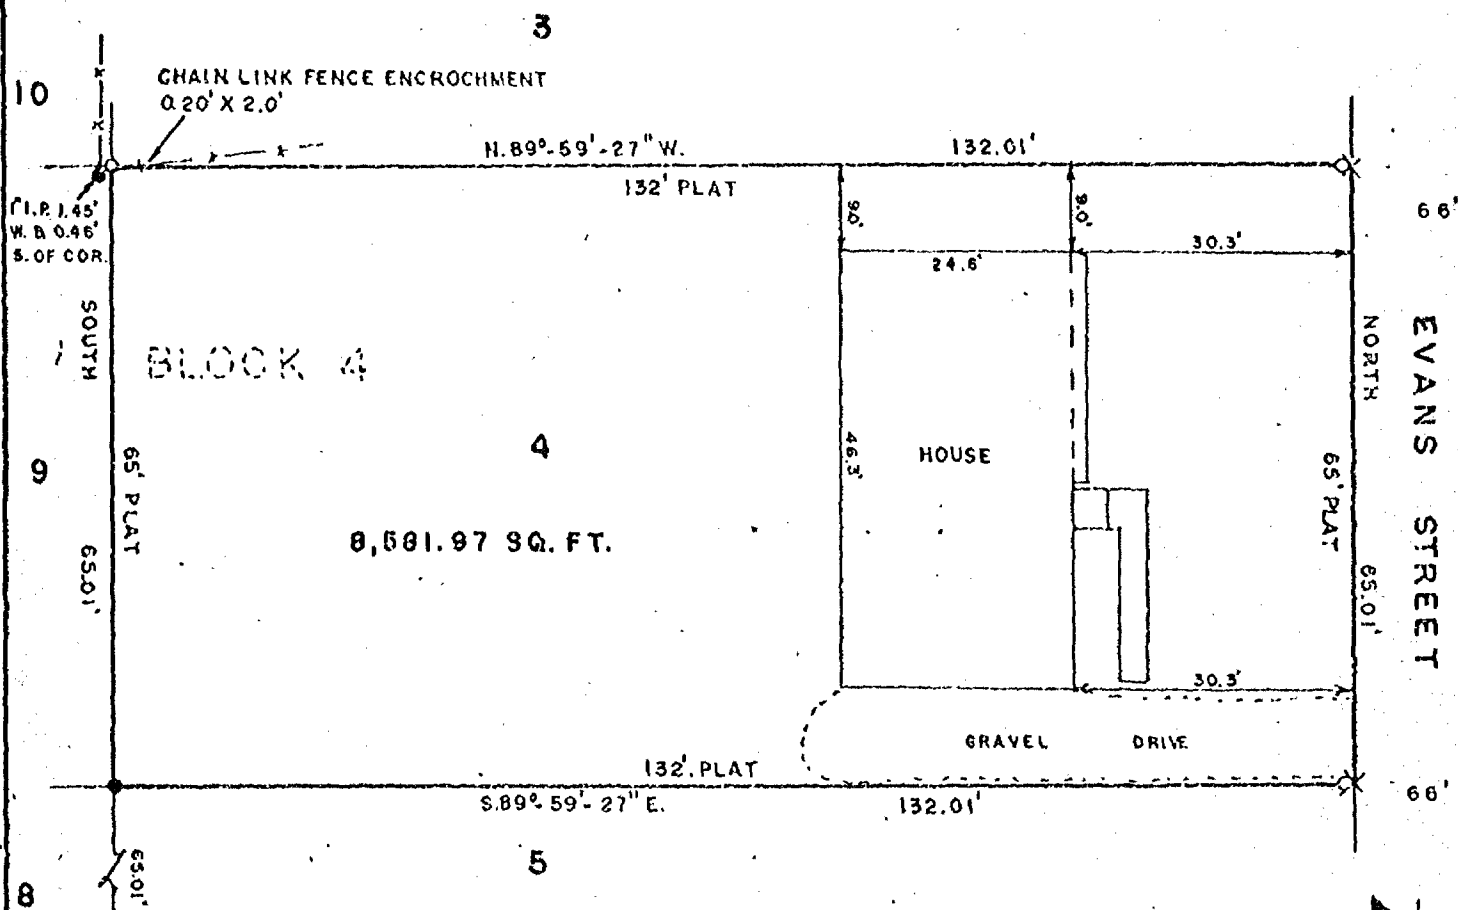 3
10
CHAIN LINK FENCE ENCROCHMENT
0.20' X 2.0'
N.89°-59'-27" W.
132.01'
132' PLAT
1" I.P. 1.45'
W. & 0.46'
S. OF COR.
9.0'
9.0'
66'
30.3'
24.6'
SOUTH
BLOCK 4
NORTH
EVANS STREET
9
65' PLAT
65.01'
4
8,581.97 SQ. FT.
46.3'
HOUSE
65' PLAT
65.01'
30.3'
GRAVEL DRIVE
132'. PLAT
S.89°-59'-27" E.
132.01'
66'
5
65.01'
8